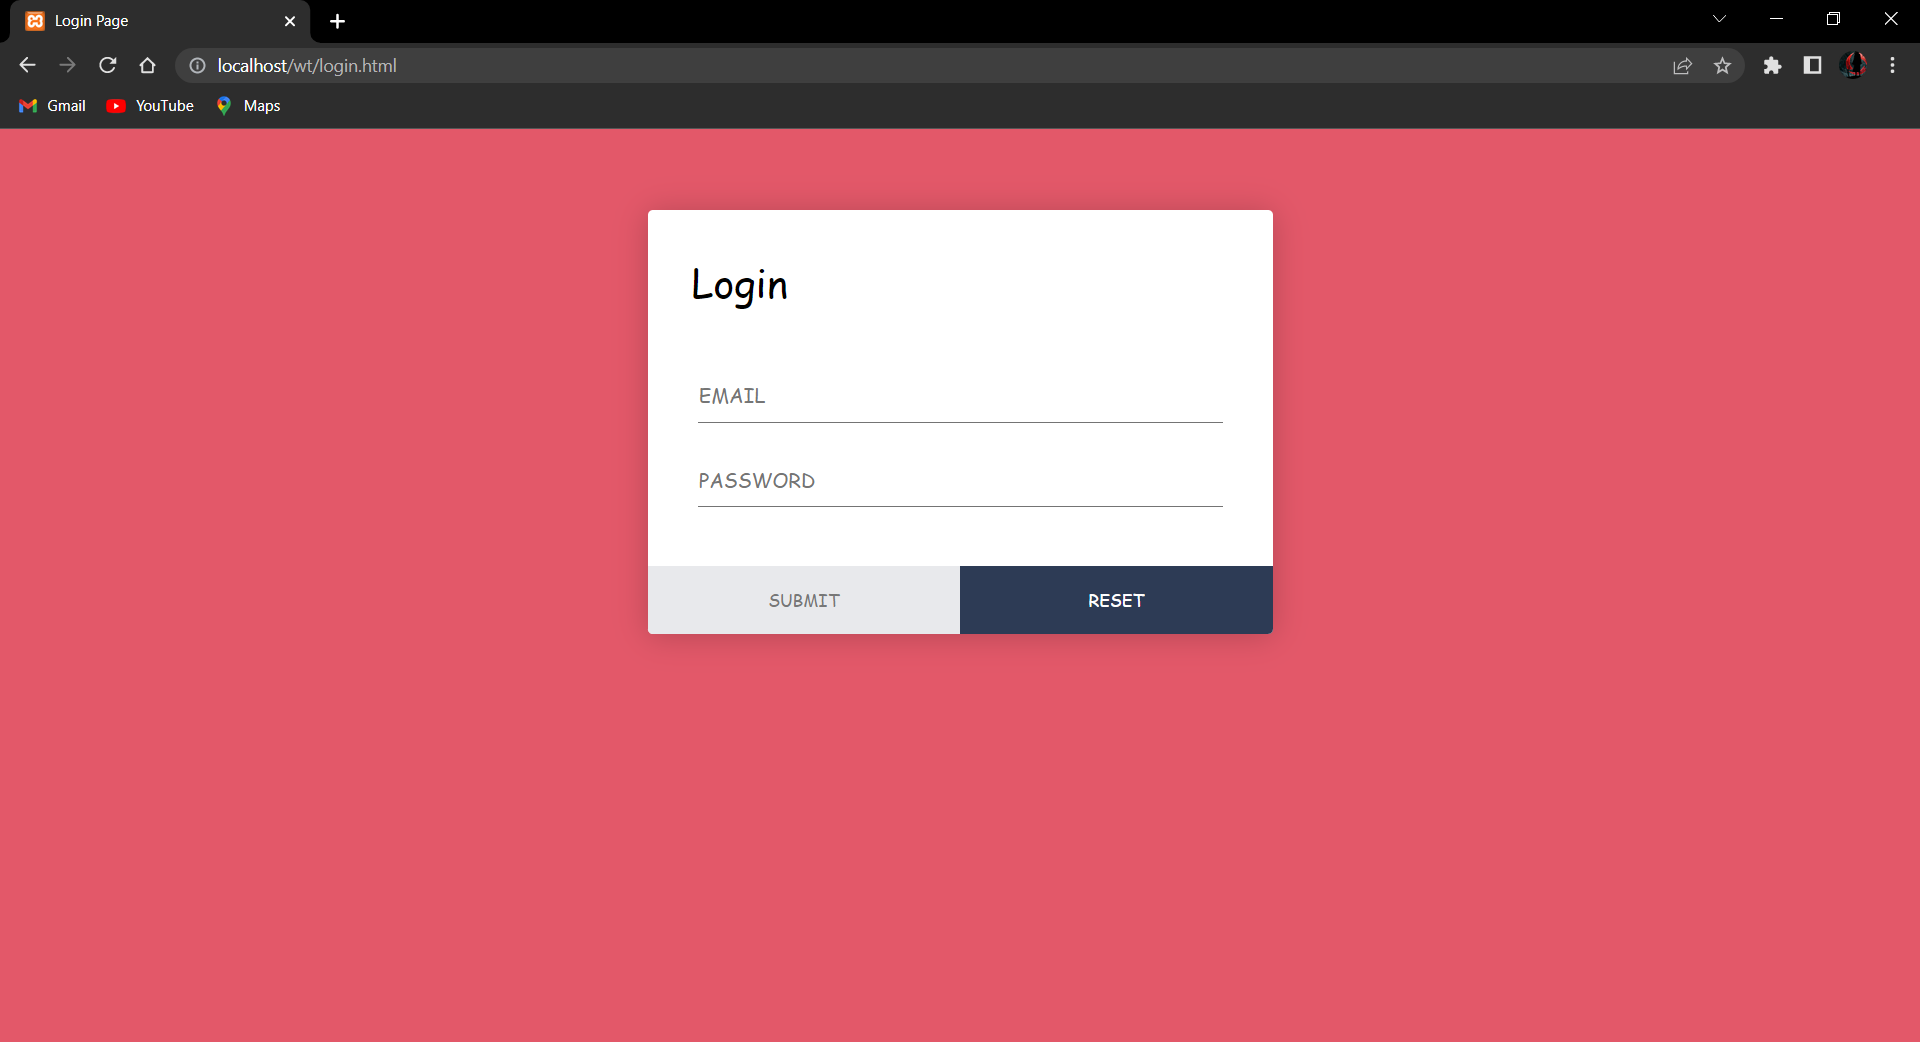 Login Page
localhost/wt/login.html
Gmail YouTube Maps
Login
EMAIL
PASSWORD
SUBMIT RESET